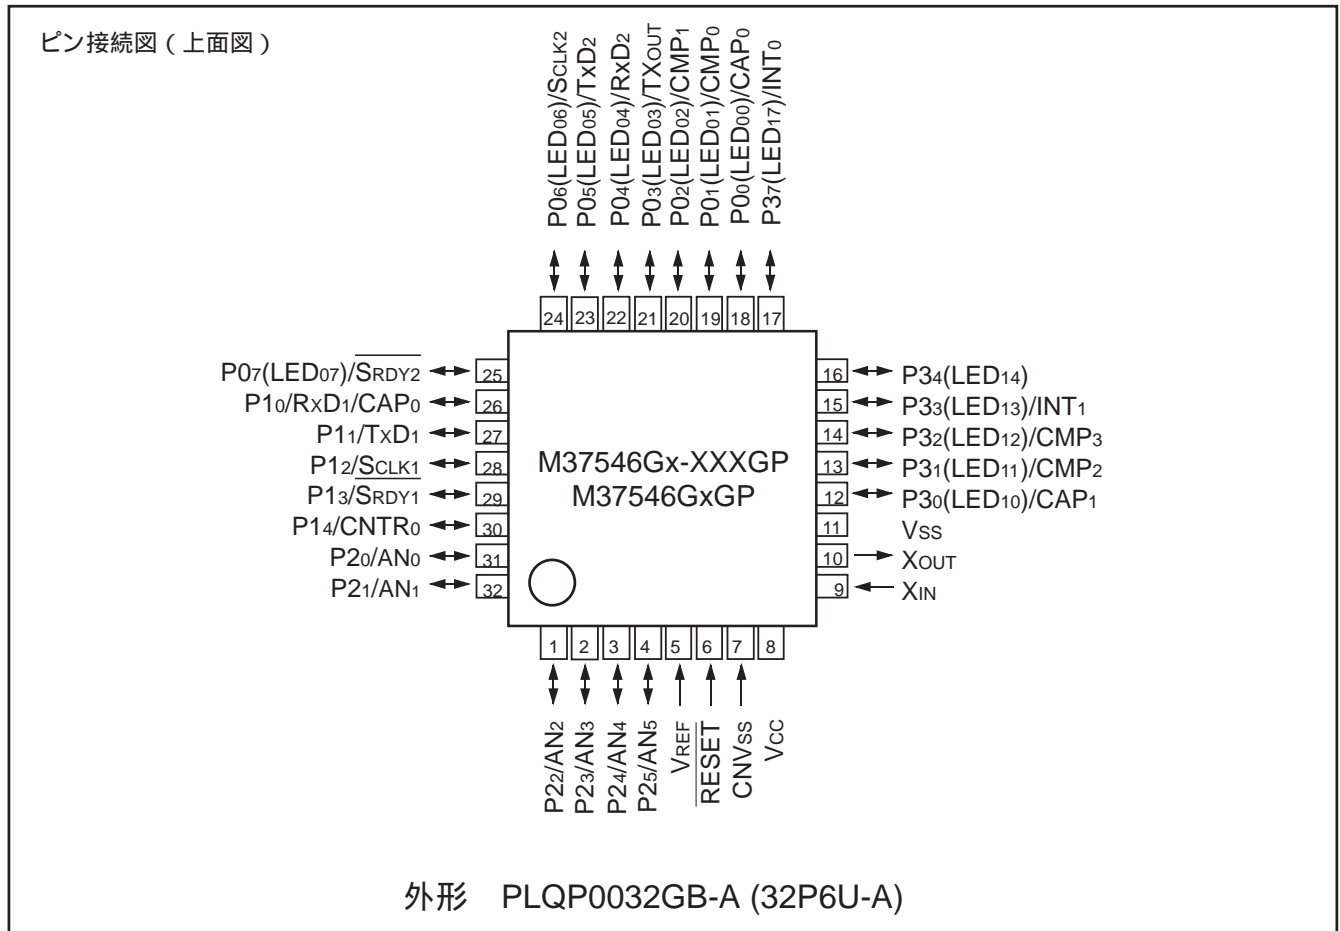 ピン接続図（上面図）
P06(LED06)/SCLK2
P05(LED05)/TxD2
P04(LED04)/RxD2
P03(LED03)/TXOUT
P02(LED02)/CMP1
P01(LED01)/CMP0
P00(LED00)/CAP0
P37(LED17)/INT0
24 23 22 21 20 19 18 17
P07(LED07)/SRDY2 25
P10/RXD1/CAP0 26
P11/TXD1 27
P12/SCLK1 28
P13/SRDY1 29
P14/CNTR0 30
P20/AN0 31
P21/AN1 32
M37546Gx-XXXGP
M37546GxGP
16 P34(LED14)
15 P33(LED13)/INT1
14 P32(LED12)/CMP3
13 P31(LED11)/CMP2
12 P30(LED10)/CAP1
11 VSS
10 XOUT
9 XIN
1 2 3 4 5 6 7 8
P22/AN2
P23/AN3
P24/AN4
P25/AN5
VREF
RESET
CNVSS
VCC
外形　PLQP0032GB-A (32P6U-A)